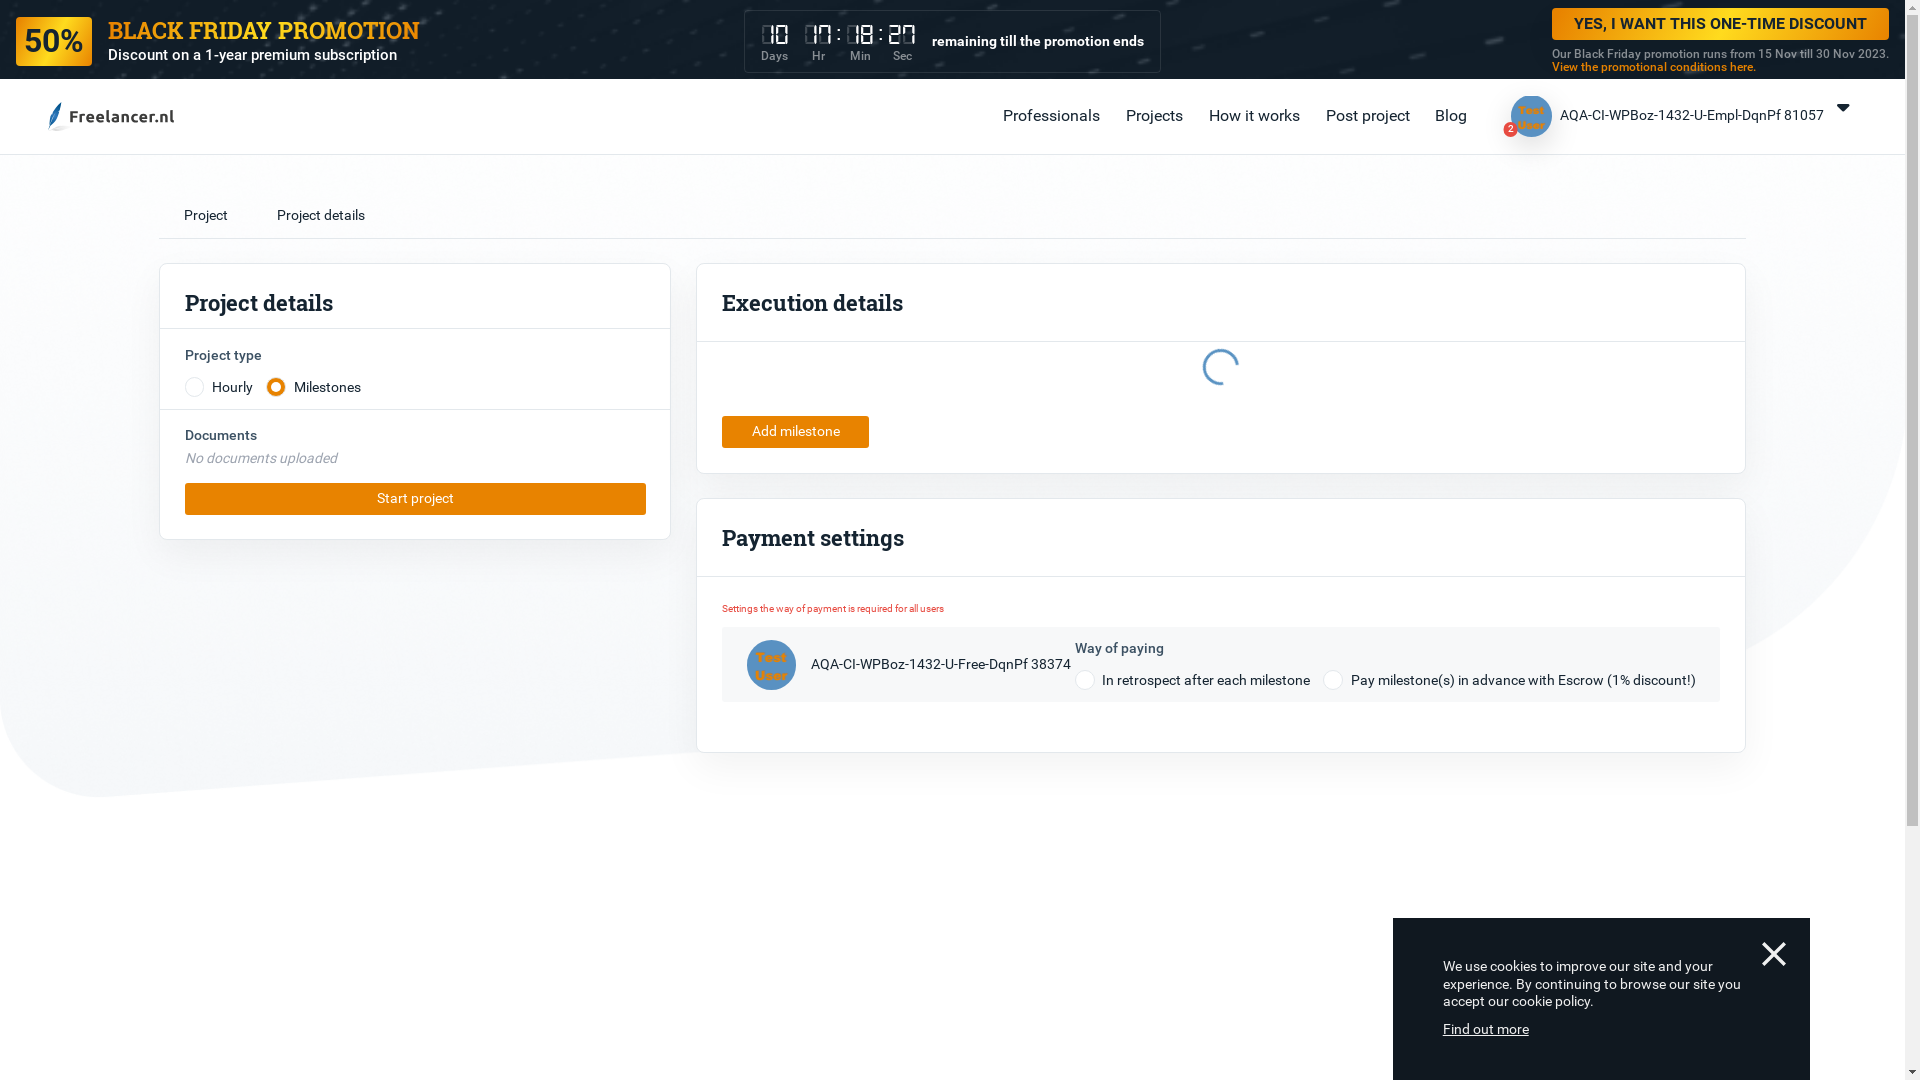 50%
BLACK FRIDAY PROMOTION
Discount on a 1-year premium subscription
10 17 : 18 : 27
Days Hr Min Sec
remaining till the promotion ends
YES, I WANT THIS ONE-TIME DISCOUNT
Our Black Friday promotion runs from 15 Nov till 30 Nov 2023.
View the promotional conditions here.
Freelancer.nl
Professionals Projects How it works Post project Blog
Test User
2
AQA-CI-WPBoz-1432-U-Empl-DqnPf 81057
Project Project details
Project details
Project type
Hourly Milestones
Documents
No documents uploaded
Start project
Execution details
Add milestone
Payment settings
Settings the way of payment is required for all users
Test
User
AQA-CI-WPBoz-1432-U-Free-DqnPf 38374
Way of paying
In retrospect after each milestone Pay milestone(s) in advance with Escrow (1% discount!)
We use cookies to improve our site and your
experience. By continuing to browse our site you
accept our cookie policy.
Find out more